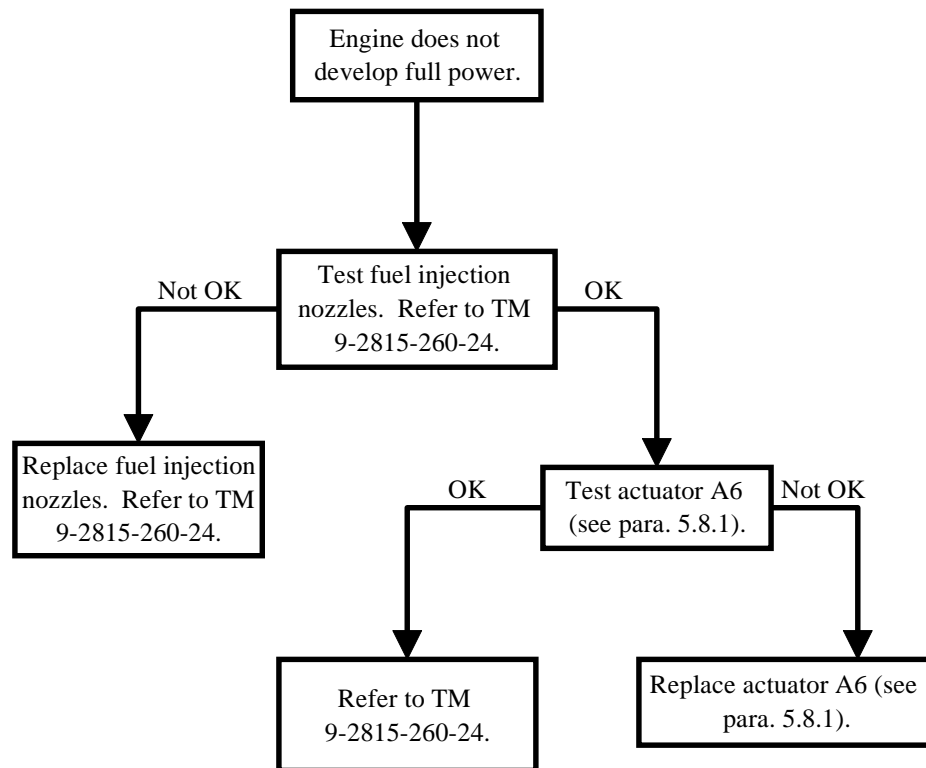 Engine does not
develop full power.
Test fuel injection
nozzles. Refer to TM
9-2815-260-24.
Not OK
OK
Replace fuel injection
nozzles. Refer to TM
9-2815-260-24.
Test actuator A6
(see para. 5.8.1).
OK
Not OK
Refer to TM
9-2815-260-24.
Replace actuator A6 (see
para. 5.8.1).